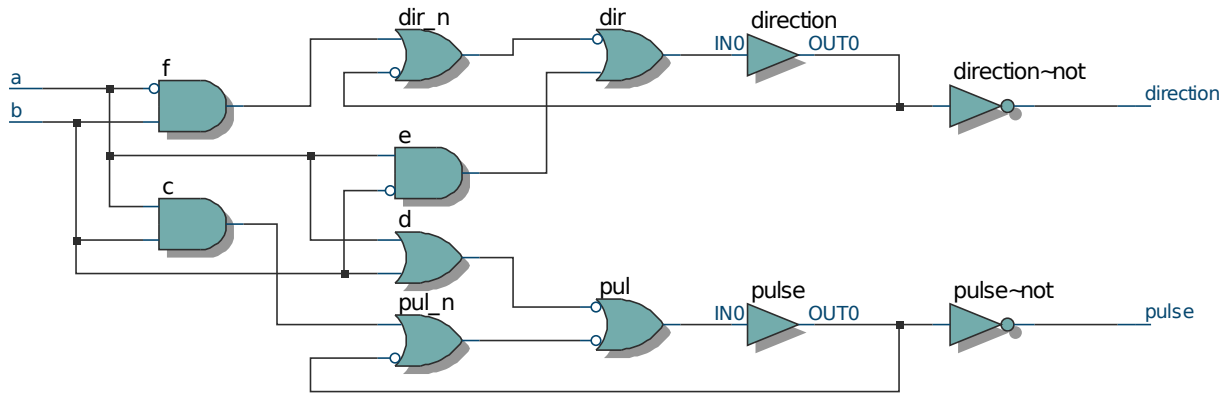 dir_n
dir
direction
IN0
OUT0
f
a
b
direction~not
direction
e
c
d
pul_n
pul
pulse
IN0
OUT0
pulse~not
pulse